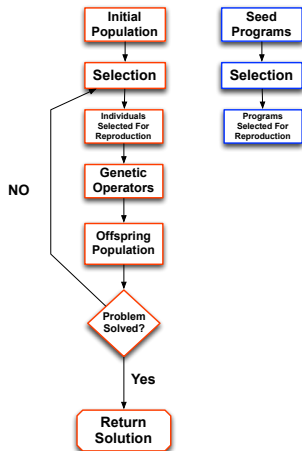 Initial
Population
Selection
Individuals
Selected For
Reproduction
Genetic
Operators
Offspring
Population
Problem
Solved?
NO
Yes
Return
Solution
Seed
Programs
Selection
Programs
Selected For
Reproduction